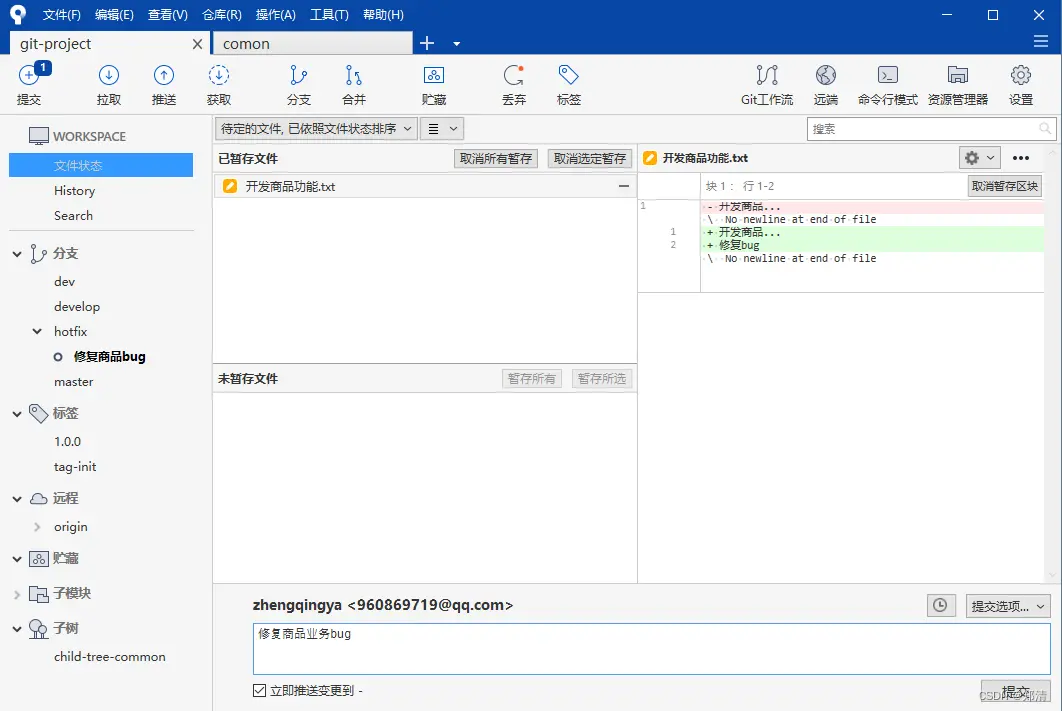 文件(F) 编辑(E) 查看(V) 仓库(R) 操作(A) 工具(T) 帮助(H)
git-project
comon
1
提交 拉取 推送 获取 分支 合并 贮藏 丢弃 标签 Git工作流 远端 命令行模式 资源管理器 设置
WORKSPACE
文件状态
History
Search
分支
dev
develop
hotfix
修复商品bug
master
标签
1.0.0
tag-init
远程
origin
贮藏
子模块
子树
child-tree-common
待定的文件, 已依照文件状态排序
搜索
已暂存文件
取消所有暂存 取消选定暂存
开发商品功能.txt
未暂存文件
暂存所有 暂存所选
开发商品功能.txt
块 1： 行 1-2
取消暂存区块
1 - 开发商品...
\ No newline at end of file
1 + 开发商品...
2 + 修复bug
\ No newline at end of file
zhengqingya <960869719@qq.com>
提交选项...
修复商品业务bug
立即推送变更到 -
提交
CSDN @郑清